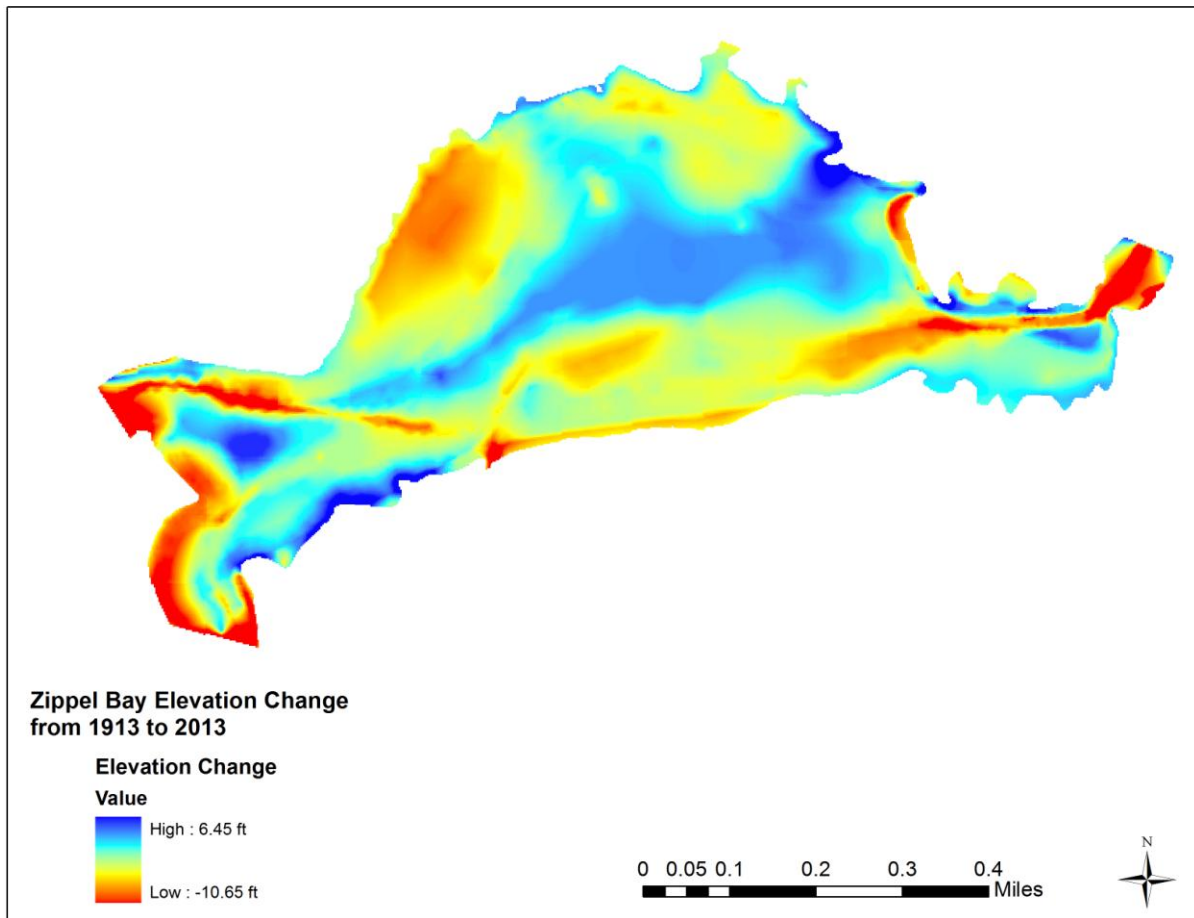 Zippel Bay Elevation Change
from 1913 to 2013
Elevation Change
Value
High : 6.45 ft
Low : -10.65 ft
0 0.05 0.1 0.2 0.3 0.4
Miles
N